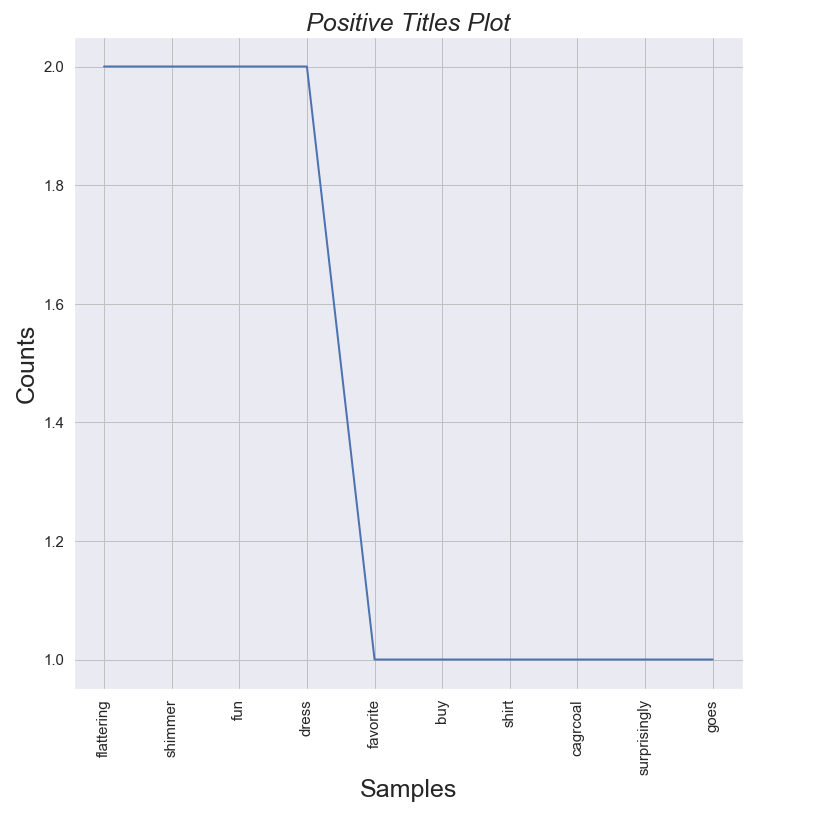 Positive Titles Plot
2.0
1.8
1.6
1.4
1.2
1.0
Counts
flattering
shimmer
fun
dress
favorite
buy
shirt
cagrcoal
surprisingly
goes
Samples